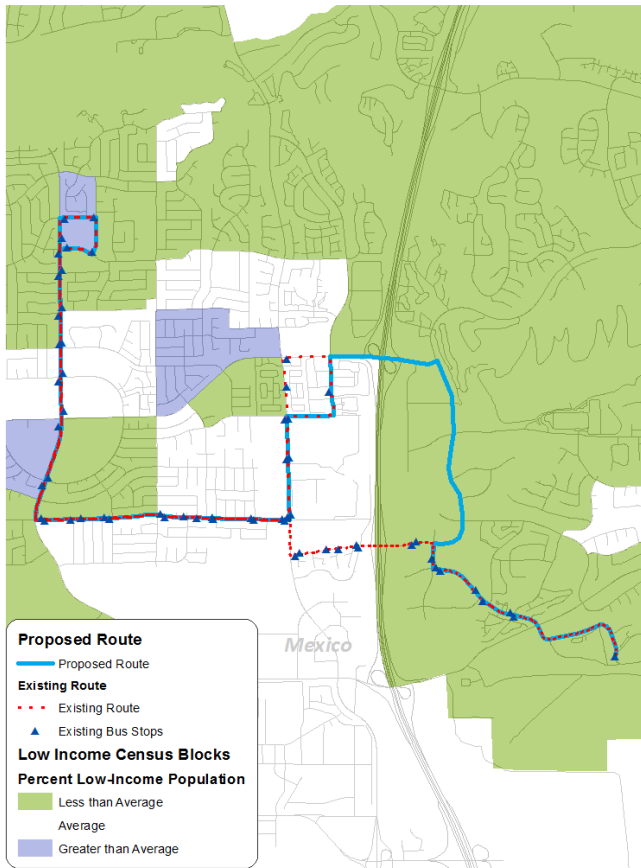 Mexico
Proposed Route
Proposed Route
Existing Route
Existing Route
Existing Bus Stops
Low Income Census Blocks
Percent Low-Income Population
Less than Average
Average
Greater than Average